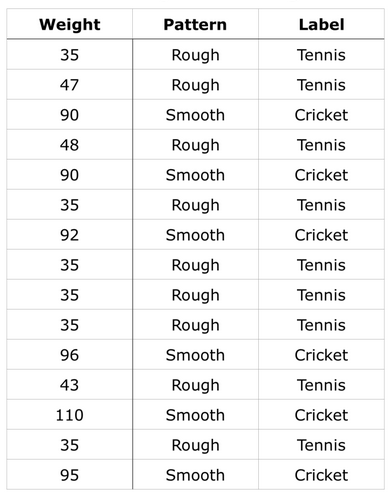 Weight Pattern Label
35 Rough Tennis
47 Rough Tennis
90 Smooth Cricket
48 Rough Tennis
90 Smooth Cricket
35 Rough Tennis
92 Smooth Cricket
35 Rough Tennis
35 Rough Tennis
35 Rough Tennis
96 Smooth Cricket
43 Rough Tennis
110 Smooth Cricket
35 Rough Tennis
95 Smooth Cricket